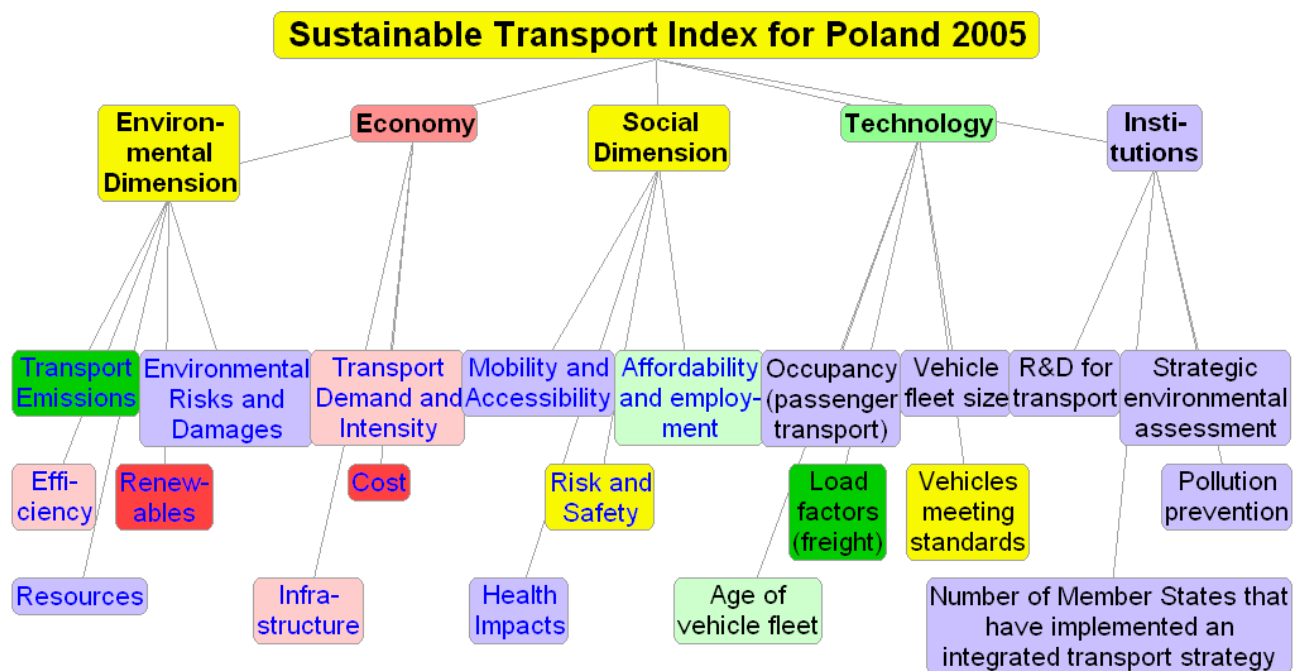 Sustainable Transport Index for Poland 2005
Environ-
mental
Dimension
Economy
Social
Dimension
Technology
Insti-
tutions
Transport
Emissions
Environmental
Risks and
Damages
Transport
Demand and
Intensity
Mobility and
Accessibility
Affordability
and employ-
ment
Occupancy
(passenger
transport)
Vehicle
fleet size
R&D for
transport
Strategic
environmental
assessment
Effi-
ciency
Renew-
ables
Cost
Risk and
Safety
Load
factors
(freight)
Vehicles
meeting
standards
Pollution
prevention
Resources
Infra-
structure
Health
Impacts
Age of
vehicle fleet
Number of Member States that
have implemented an
integrated transport strategy